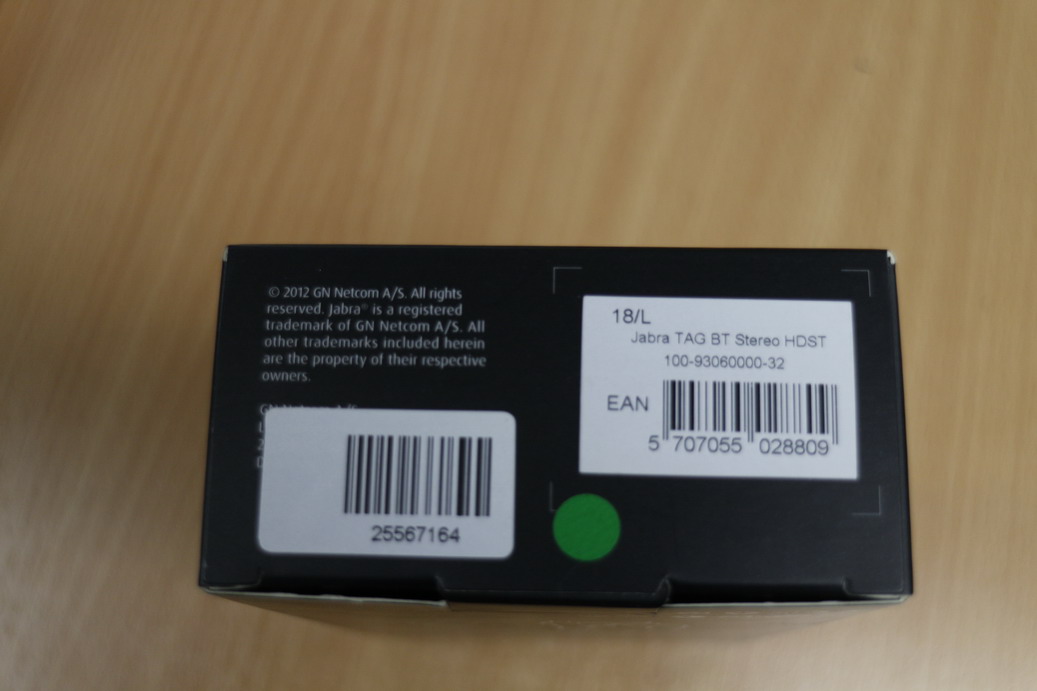 © 2012 GN Netcom A/S. All rights
reserved. Jabra® is a registered
trademark of GN Netcom A/S. All
other trademarks included herein
are the property of their respective
owners.
GN Netcom A/S
25567164
18/L
Jabra TAG BT Stereo HDST
100-93060000-32
EAN
5 707055 028809